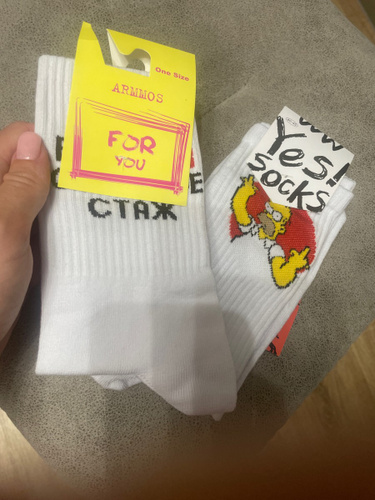 One Size
ARMMOS
FOR
YOU
Е
СТАЖ
Yes!
Socks